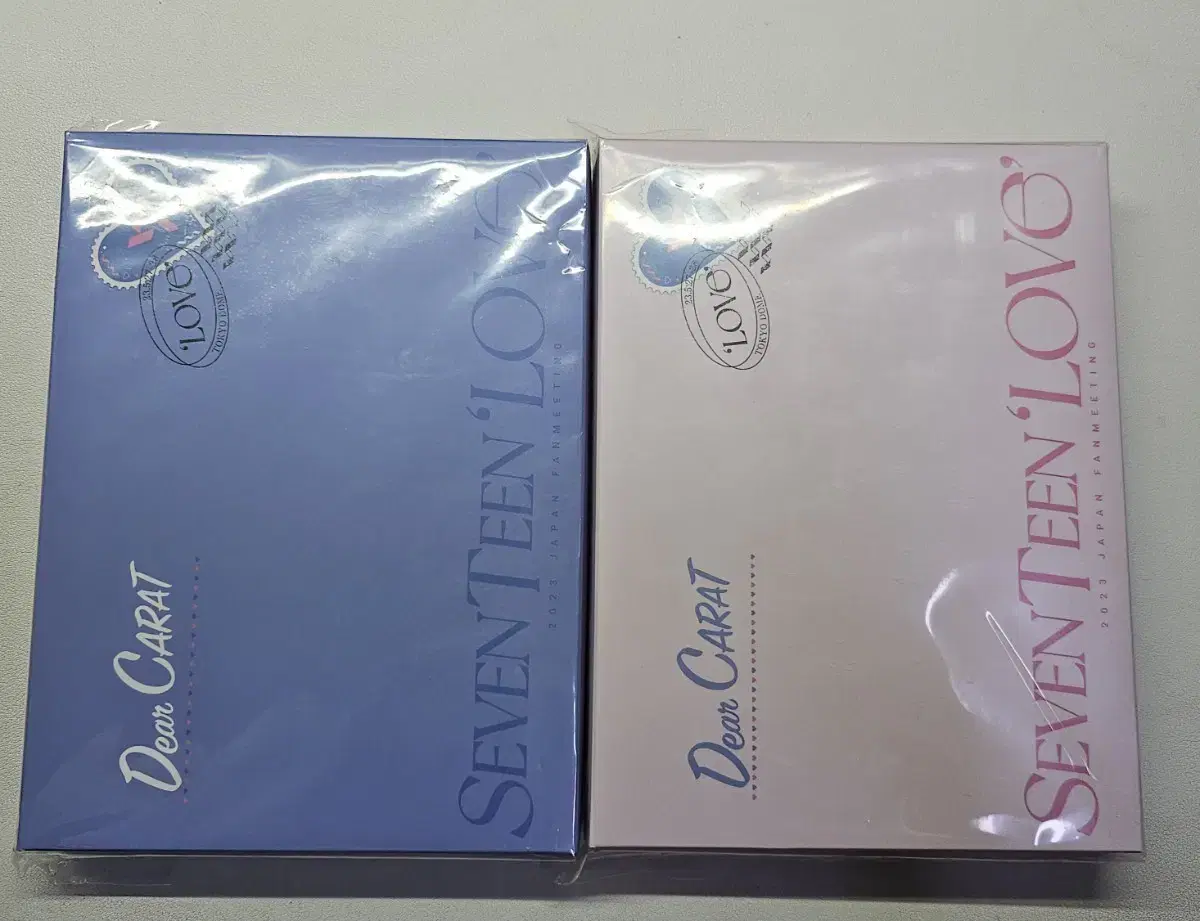 Dear CARAT
‘LOVE’
TOKYO DOME
SEVENTEEN ‘LOVE’
2023 JAPAN FANMEETING
Dear CARAT
‘LOVE’
TOKYO DOME
SEVENTEEN ‘LOVE’
2023 JAPAN FANMEETING